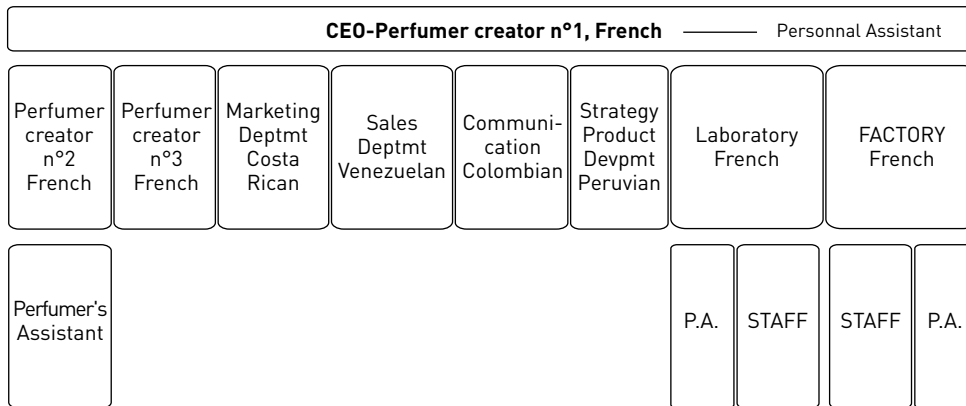 CEO-Perfumer creator n°1, French Personnal Assistant
Perfumer
creator
n°2
French
Perfumer
creator
n°3
French
Marketing
Deptmt
Costa
Rican
Sales
Deptmt
Venezuelan
Communi-
cation
Colombian
Strategy
Product
Devpmt
Peruvian
Laboratory
French
FACTORY
French
Perfumer's
Assistant
P.A.
STAFF
STAFF
P.A.